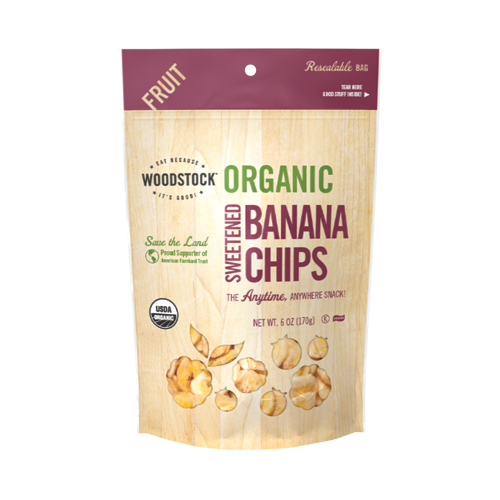 FRUIT
Resealable BAG
TEAR HERE
GOOD STUFF INSIDE!
EAT BECAUSE
WOODSTOCK
IT'S GOOD!
ORGANIC
SWEETENED
BANANA
CHIPS
THE Anytime, ANYWHERE SNACK!
Save the Land
Proud Supporter of
American Farmland Trust
USDA
ORGANIC
NET WT. 6 OZ (170g)
K